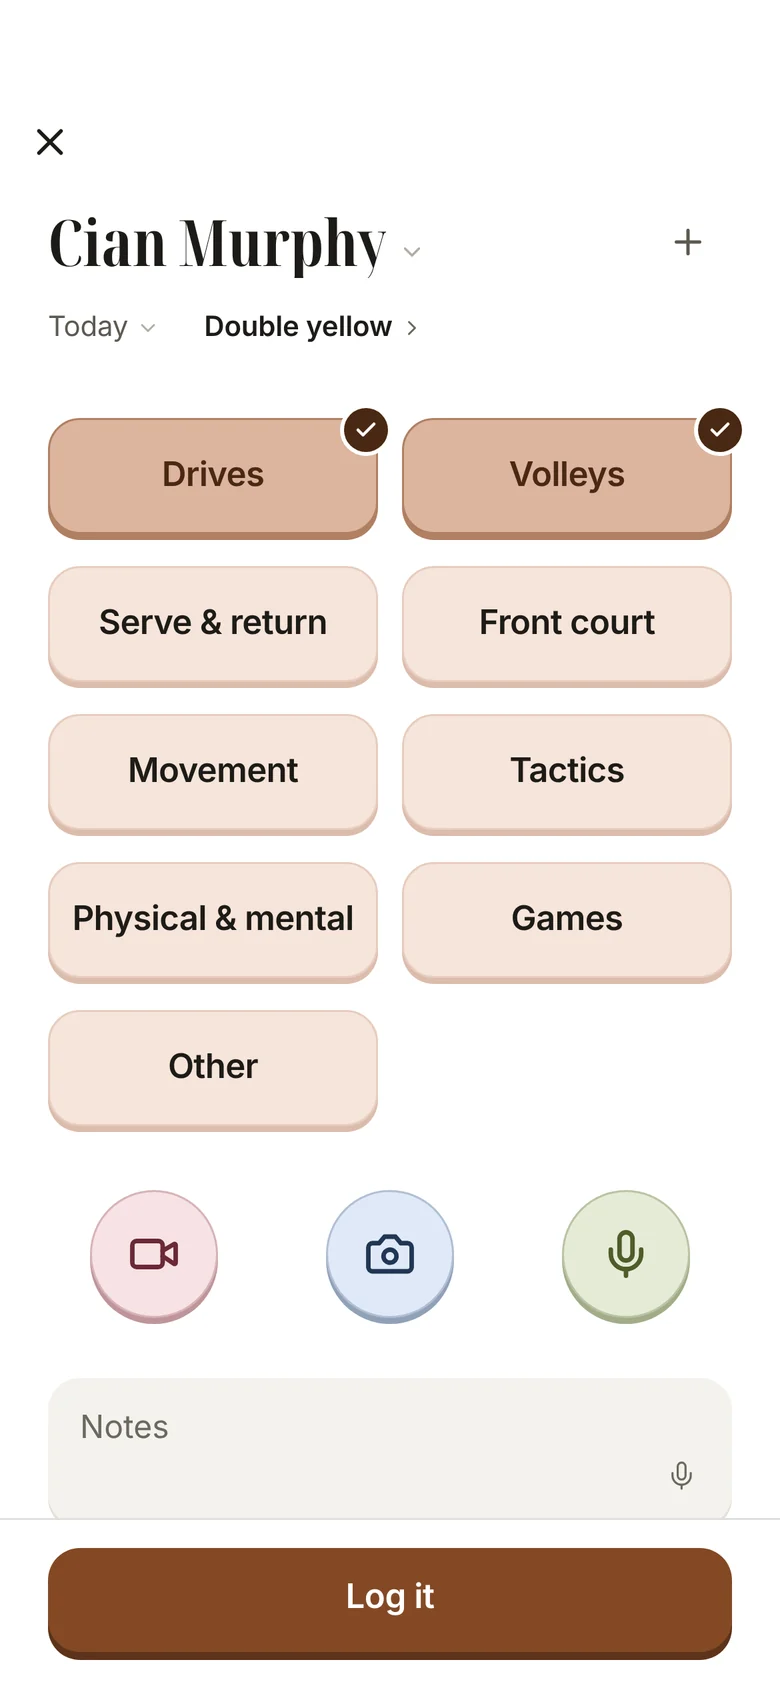 Cian Murphy
Today
Double yellow
Drives
Volleys
Serve & return
Front court
Movement
Tactics
Physical & mental
Games
Other
Notes
Log it